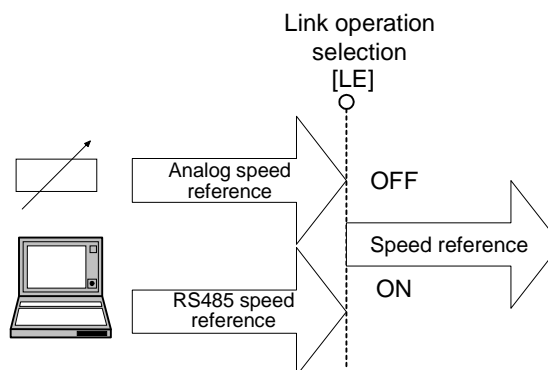 Link operation
selection
[LE]
Analog speed
reference
OFF
Speed reference
ON
RS485 speed
reference